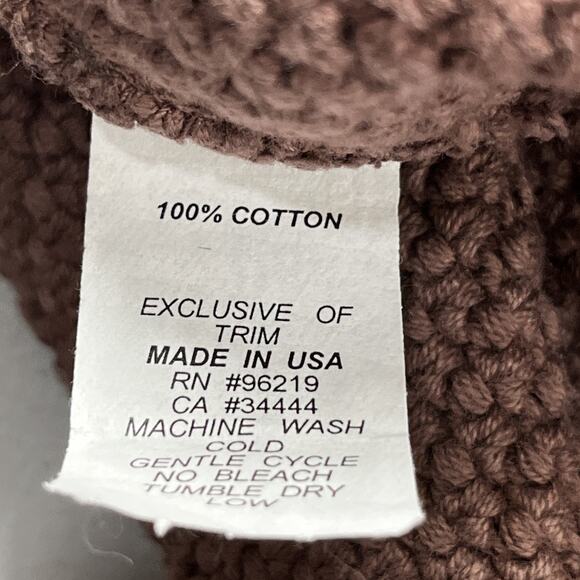 100% COTTON
EXCLUSIVE OF
TRIM
MADE IN USA
RN #96219
CA #34444
MACHINE WASH
COLD
GENTLE CYCLE
NO BLEACH
TUMBLE DRY
LOW